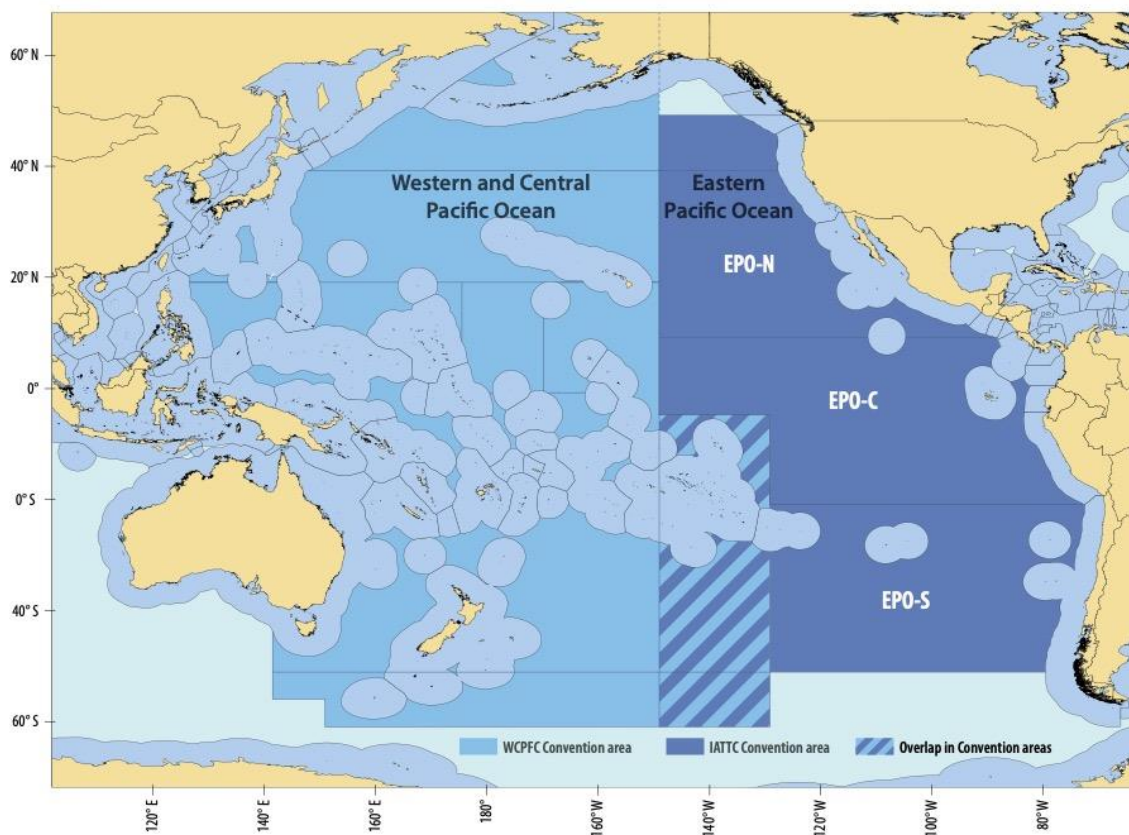 60° N
40° N
20° N
0°
0° S
40° S
60° S
Western and Central
Pacific Ocean
Eastern
Pacific Ocean
EPO-N
EPO-C
EPO-S
WCPFC Convention area
IATTC Convention area
Overlap in Convention areas
120° E
140° E
160° E
180°
160° W
140° W
120° W
100° W
80° W